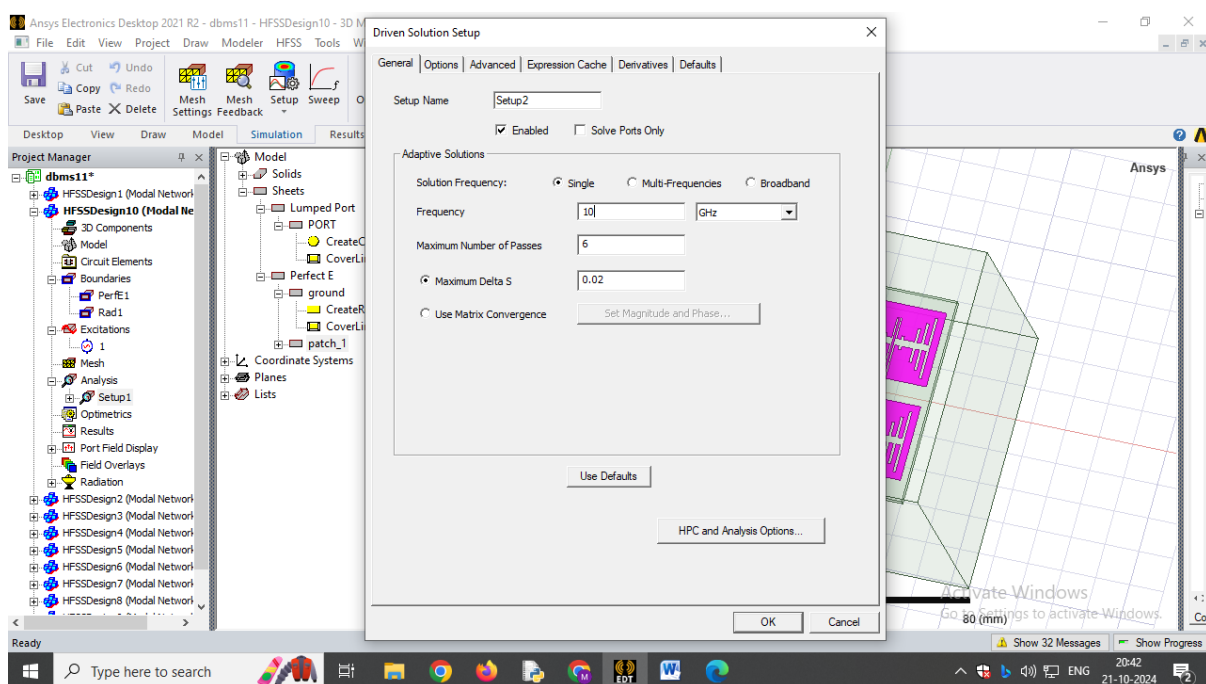 Ansys Electronics Desktop 2021 R2 - dbms11 - HFSSDesign10 - 3D M
File Edit View Project Draw Modeler HFSS Tools
Save
Cut
Copy
Paste
Undo
Redo
Delete
Mesh Settings
Mesh Feedback
Setup
Sweep
Desktop View Draw Model Simulation Results
Project Manager
dbms11*
HFSSDesign1 (Modal Network
HFSSDesign10 (Modal Ne
3D Components
Model
Circuit Elements
Boundaries
PerfE1
Rad1
Excitations
1
Mesh
Analysis
Setup1
Optimetrics
Results
Port Field Display
Field Overlays
Radiation
HFSSDesign2 (Modal Network
HFSSDesign3 (Modal Network
HFSSDesign4 (Modal Network
HFSSDesign5 (Modal Network
HFSSDesign6 (Modal Network
HFSSDesign7 (Modal Network
HFSSDesign8 (Modal Network
Model
Solids
Sheets
Lumped Port
PORT
CreateC
CoverLi
Perfect E
ground
CreateR
CoverLi
patch_1
Coordinate Systems
Planes
Lists
Driven Solution Setup
General Options Advanced Expression Cache Derivatives Defaults
Setup Name Setup2
Enabled Solve Ports Only
Adaptive Solutions
Solution Frequency: Single Multi-Frequencies Broadband
Frequency 10 GHz
Maximum Number of Passes 6
Maximum Delta S 0.02
Use Matrix Convergence Set Magnitude and Phase...
Use Defaults
HPC and Analysis Options...
OK Cancel
Ansys
Activate Windows
Go to Settings to activate Windows.
80 (mm)
Co
Ready
Show 32 Messages Show Progress
Type here to search
EDT
ENG
20:42
21-10-2024
2